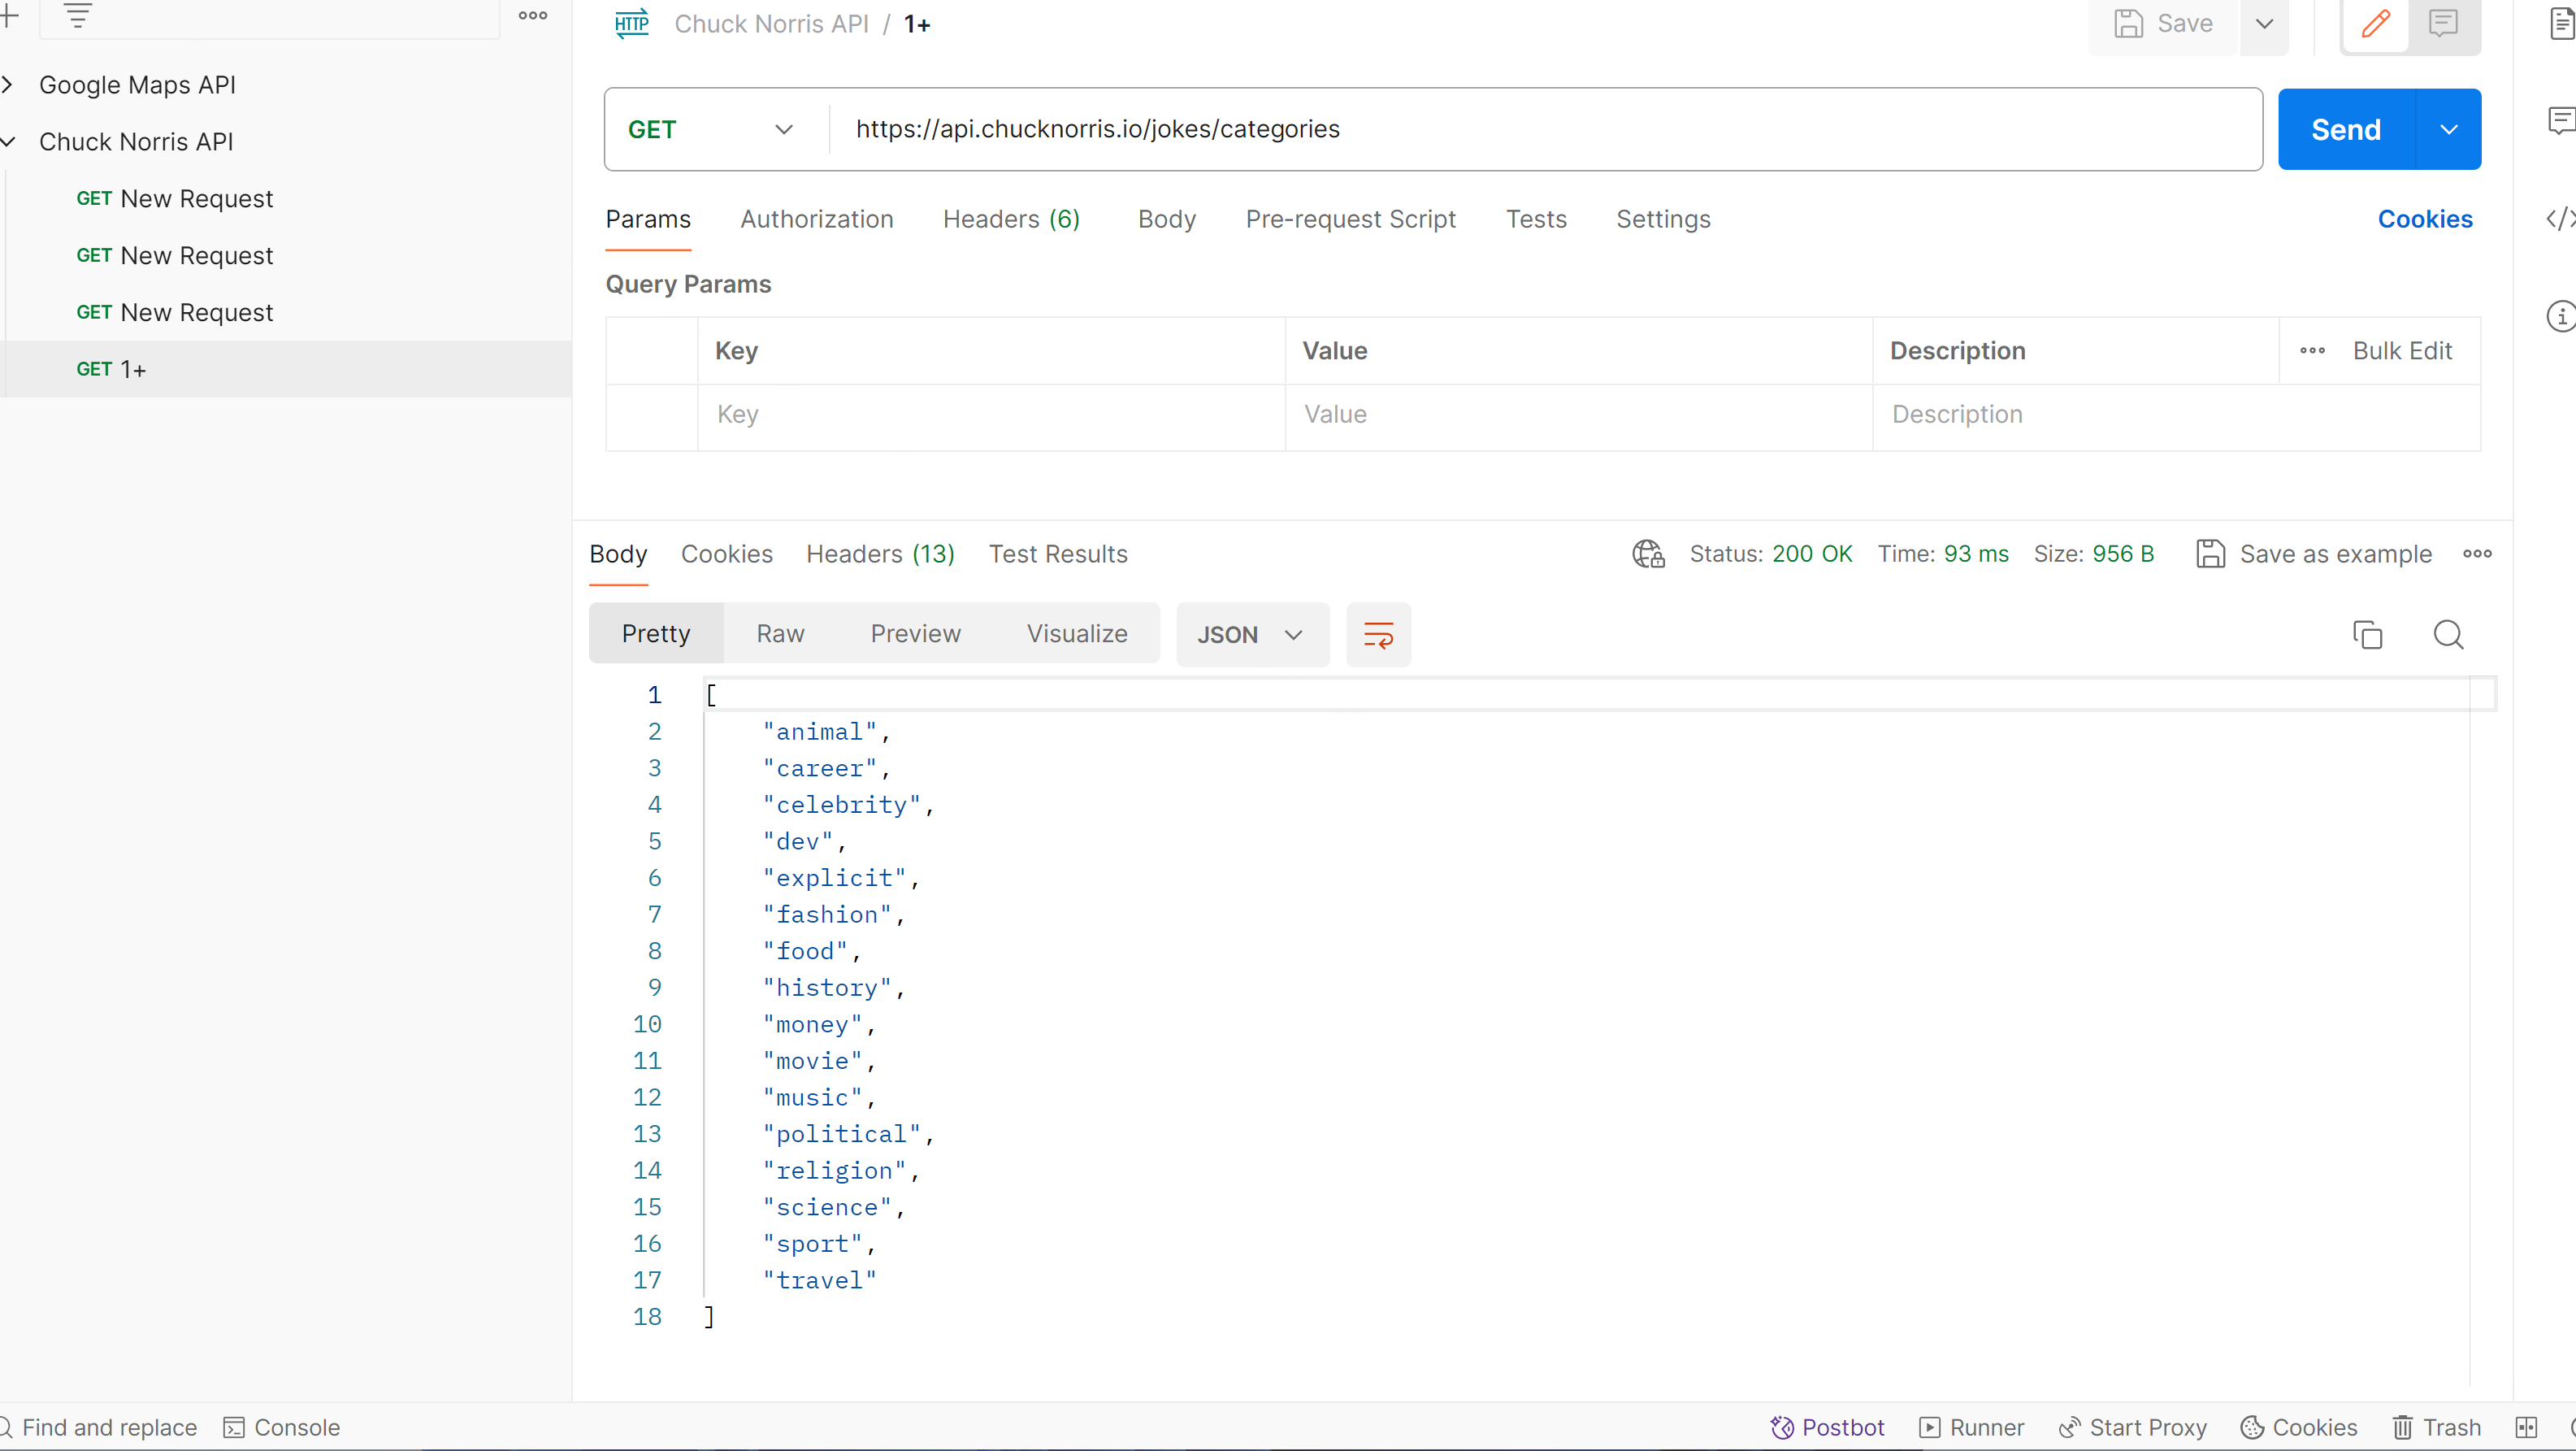 Google Maps API
Chuck Norris API
GET New Request
GET New Request
GET New Request
GET 1+
HTTP Chuck Norris API / 1+
Save
GET https://api.chucknorris.io/jokes/categories
Send
Params Authorization Headers (6) Body Pre-request Script Tests Settings Cookies
Query Params
Key Value Description Bulk Edit
Key Value Description
Body Cookies Headers (13) Test Results Status: 200 OK Time: 93 ms Size: 956 B Save as example
Pretty Raw Preview Visualize JSON
1 [
2 "animal",
3 "career",
4 "celebrity",
5 "dev",
6 "explicit",
7 "fashion",
8 "food",
9 "history",
10 "money",
11 "movie",
12 "music",
13 "political",
14 "religion",
15 "science",
16 "sport",
17 "travel"
18 ]
Find and replace Console Postbot Runner Start Proxy Cookies Trash